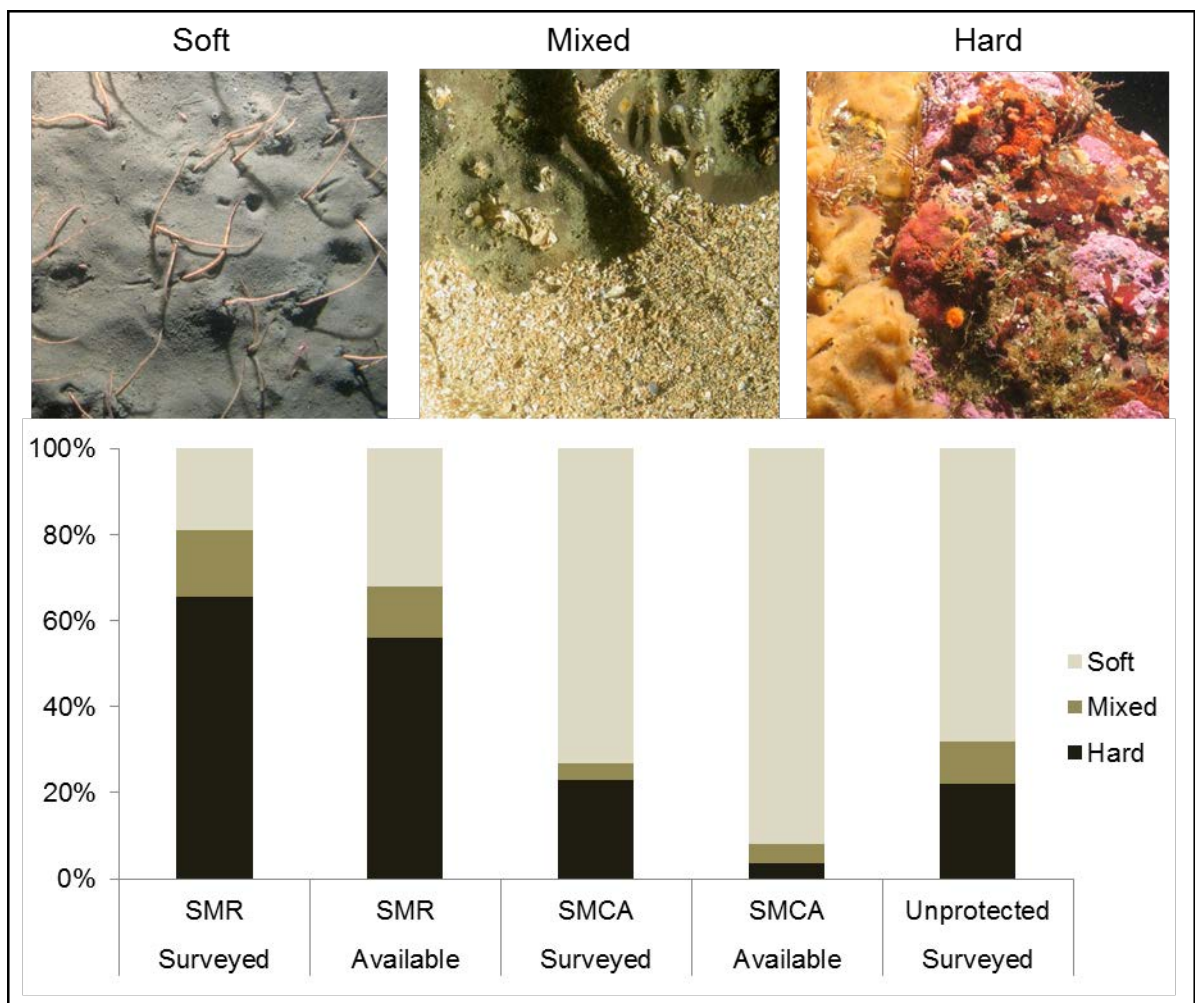 Soft Mixed Hard
100%
80%
60%
40%
20%
0%
Soft
Mixed
Hard
SMR SMR SMCA SMCA Unprotected
Surveyed Available Surveyed Available Surveyed